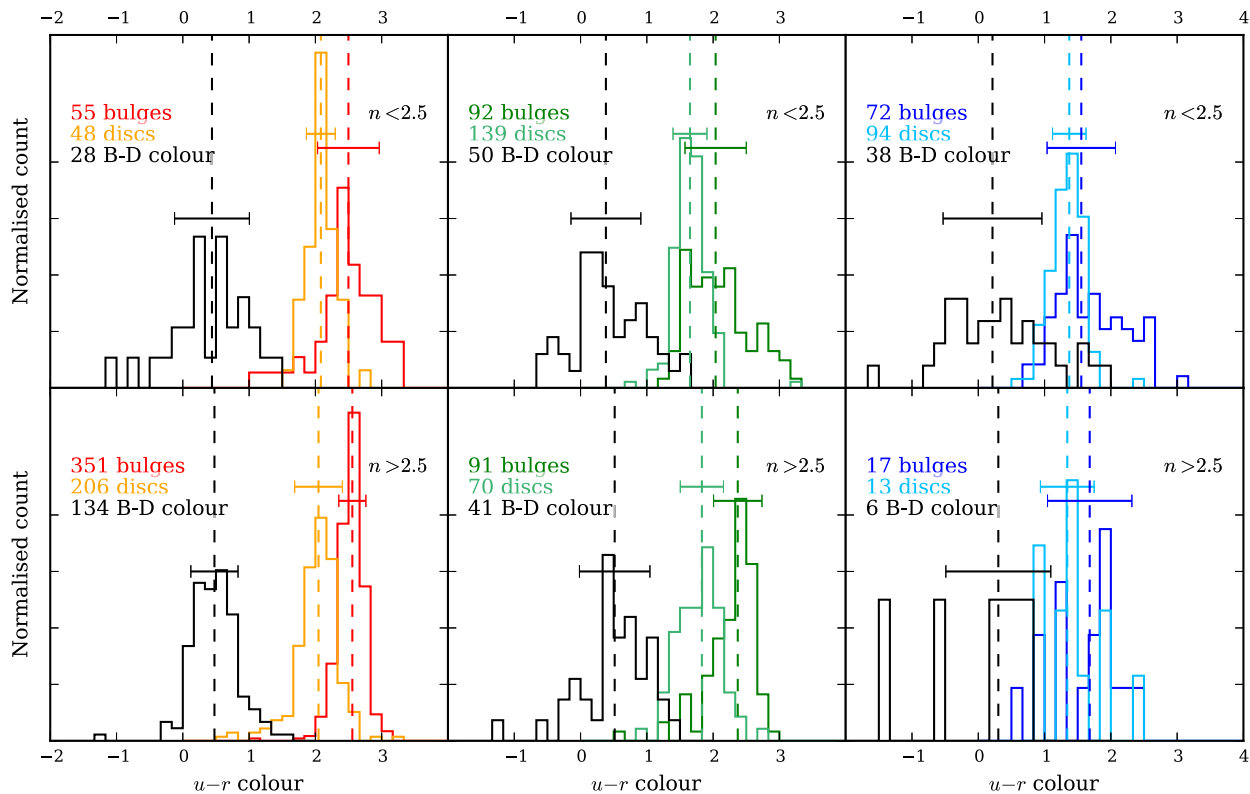 −2 −1 0 1 2 3 −1 0 1 2 3 −1 0 1 2 3 4
Normalised count
55 bulges
48 discs
28 B-D colour
n<2.5
92 bulges
139 discs
50 B-D colour
n<2.5
72 bulges
94 discs
38 B-D colour
n<2.5
Normalised count
351 bulges
206 discs
134 B-D colour
n>2.5
91 bulges
70 discs
41 B-D colour
n>2.5
17 bulges
13 discs
6 B-D colour
n>2.5
−2 −1 0 1 2 3 −1 0 1 2 3 −1 0 1 2 3 4
u−r colour u−r colour u−r colour